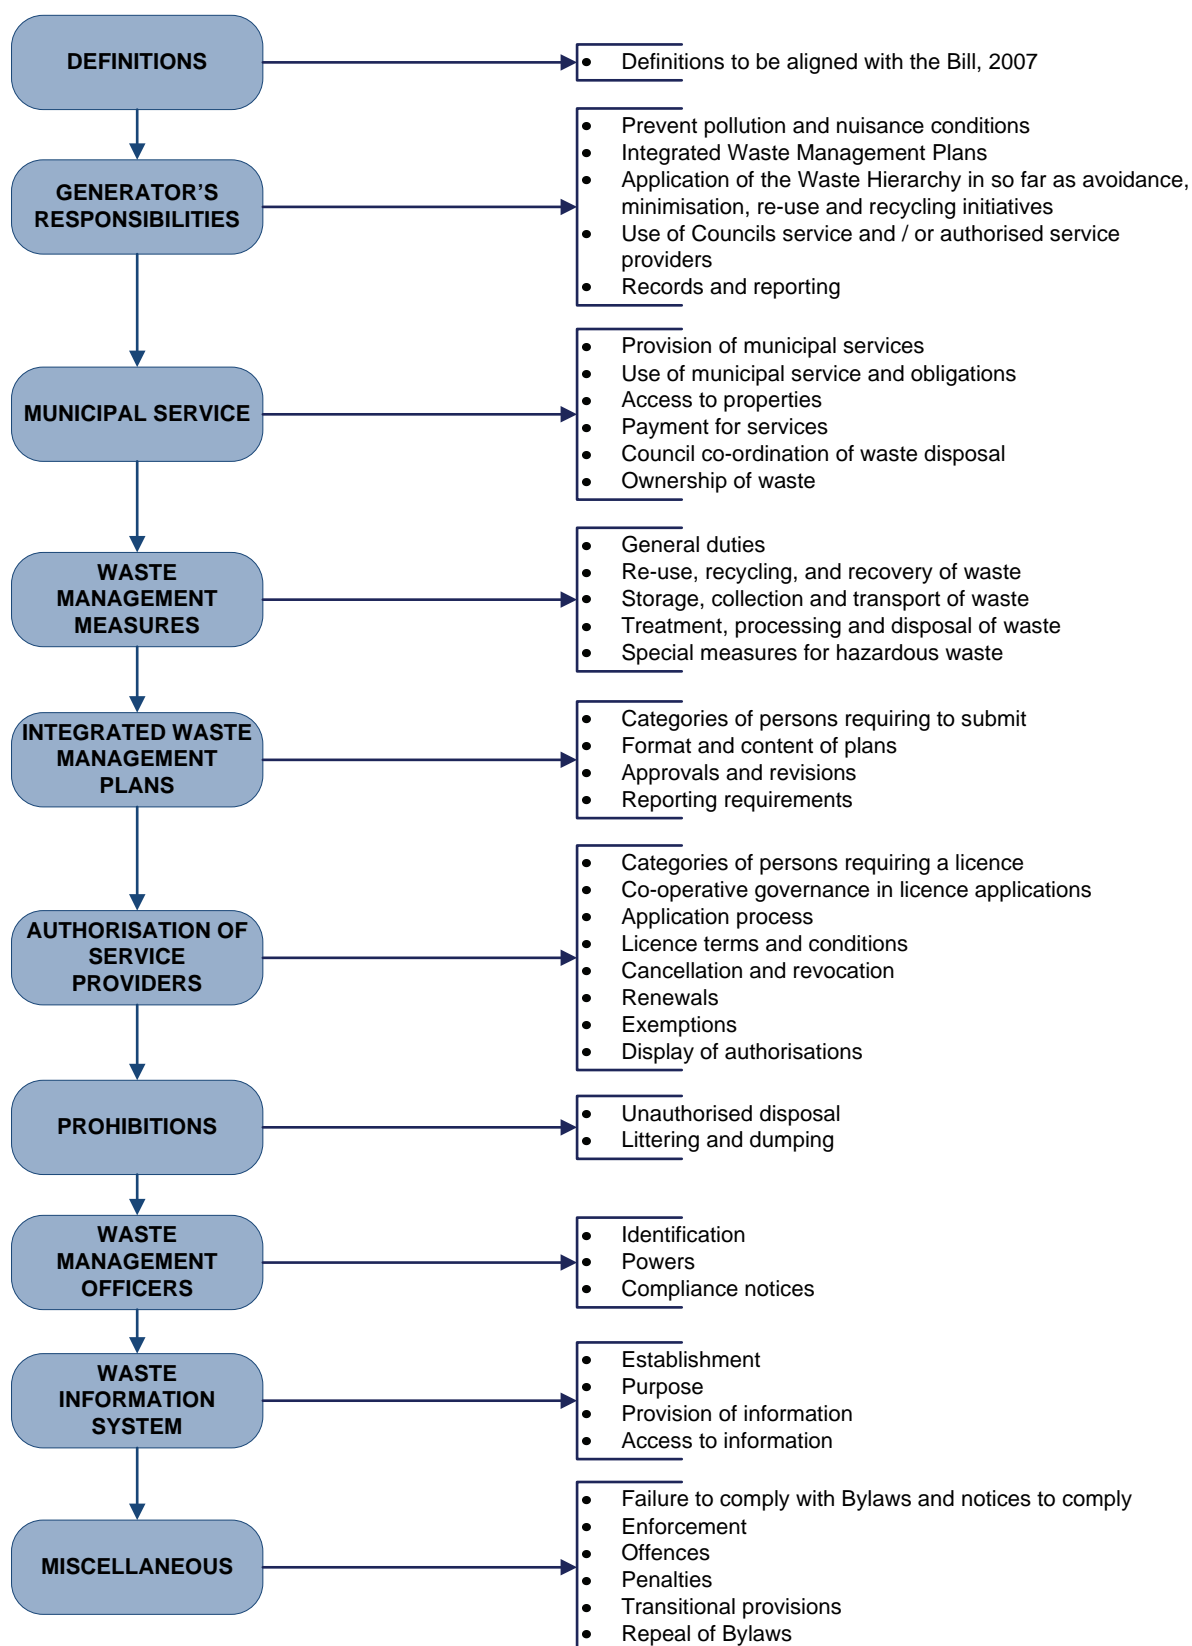 DEFINITIONS
• Definitions to be aligned with the Bill, 2007
GENERATOR’S
RESPONSIBILITIES
• Prevent pollution and nuisance conditions
• Integrated Waste Management Plans
• Application of the Waste Hierarchy in so far as avoidance,
minimisation, re-use and recycling initiatives
• Use of Councils service and / or authorised service
providers
• Records and reporting
MUNICIPAL SERVICE
• Provision of municipal services
• Use of municipal service and obligations
• Access to properties
• Payment for services
• Council co-ordination of waste disposal
• Ownership of waste
WASTE
MANAGEMENT
MEASURES
• General duties
• Re-use, recycling, and recovery of waste
• Storage, collection and transport of waste
• Treatment, processing and disposal of waste
• Special measures for hazardous waste
INTEGRATED WASTE
MANAGEMENT
PLANS
• Categories of persons requiring to submit
• Format and content of plans
• Approvals and revisions
• Reporting requirements
AUTHORISATION OF
SERVICE
PROVIDERS
• Categories of persons requiring a licence
• Co-operative governance in licence applications
• Application process
• Licence terms and conditions
• Cancellation and revocation
• Renewals
• Exemptions
• Display of authorisations
PROHIBITIONS
• Unauthorised disposal
• Littering and dumping
WASTE
MANAGEMENT
OFFICERS
• Identification
• Powers
• Compliance notices
WASTE
INFORMATION
SYSTEM
• Establishment
• Purpose
• Provision of information
• Access to information
MISCELLANEOUS
• Failure to comply with Bylaws and notices to comply
• Enforcement
• Offences
• Penalties
• Transitional provisions
• Repeal of Bylaws